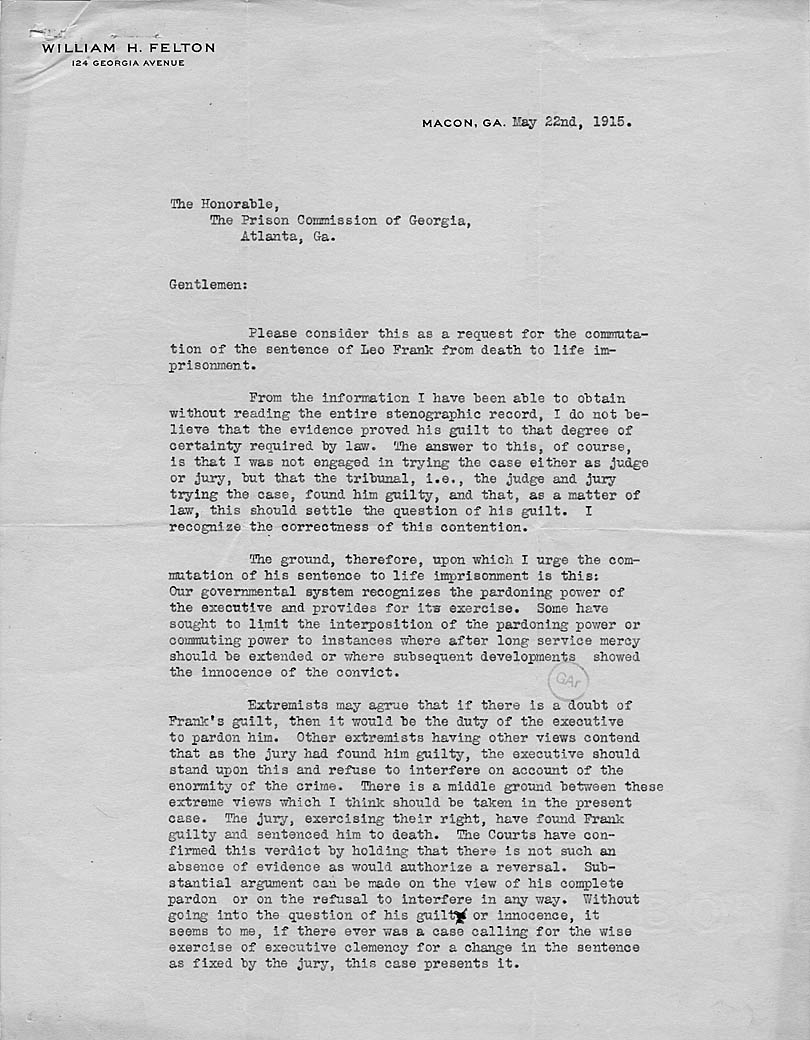 WILLIAM H. FELTON
124 GEORGIA AVENUE
MACON, GA. May 22nd, 1915.
The Honorable,
The Prison Commission of Georgia,
Atlanta, Ga.
Gentlemen:
Please consider this as a request for the commuta-
tion of the sentence of Leo Frank from death to life im-
prisonment.
From the information I have been able to obtain
without reading the entire stenographic record, I do not be-
lieve that the evidence proved his guilt to that degree of
certainty required by law. The answer to this, of course,
is that I was not engaged in trying the case either as judge
or jury, but that the tribunal, i.e., the judge and jury
trying the case, found him guilty, and that, as a matter of
law, this should settle the question of his guilt. I
recognize the correctness of this contention.
The ground, therefore, upon which I urge the com-
mutation of his sentence to life imprisonment is this:
Our governmental system recognizes the pardoning power of
the executive and provides for its exercise. Some have
sought to limit the interposition of the pardoning power or
commuting power to instances where after long service mercy
should be extended or where subsequent developments showed
the innocence of the convict.
GAr
Extremists may agrue that if there is a doubt of
Frank's guilt, then it would be the duty of the executive
to pardon him. Other extremists having other views contend
that as the jury had found him guilty, the executive should
stand upon this and refuse to interfere on account of the
enormity of the crime. There is a middle ground between these
extreme views which I think should be taken in the present
case. The jury, exercising their right, have found Frank
guilty and sentenced him to death. The Courts have con-
firmed this verdict by holding that there is not such an
absence of evidence as would authorize a reversal. Sub-
stantial argument can be made on the view of his complete
pardon or on the refusal to interfere in any way. Without
going into the question of his guilt or innocence, it
seems to me, if there ever was a case calling for the wise
exercise of executive clemency for a change in the sentence
as fixed by the jury, this case presents it.